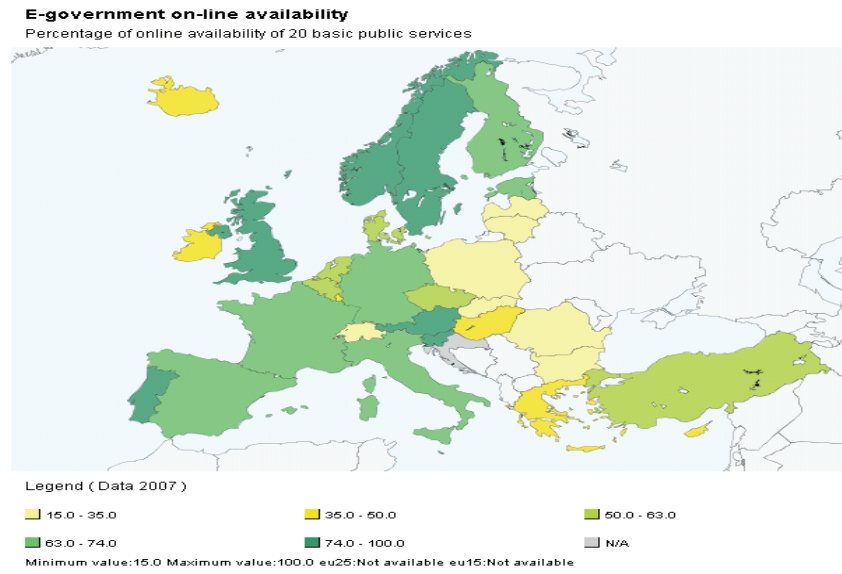 E-government on-line availability
Percentage of online availability of 20 basic public services
Legend ( Data 2007 )
15.0 - 35.0
35.0 - 50.0
50.0 - 63.0
63.0 - 74.0
74.0 - 100.0
N/A
Minimum value:15.0 Maximum value:100.0 eu25:Not available eu15:Not available